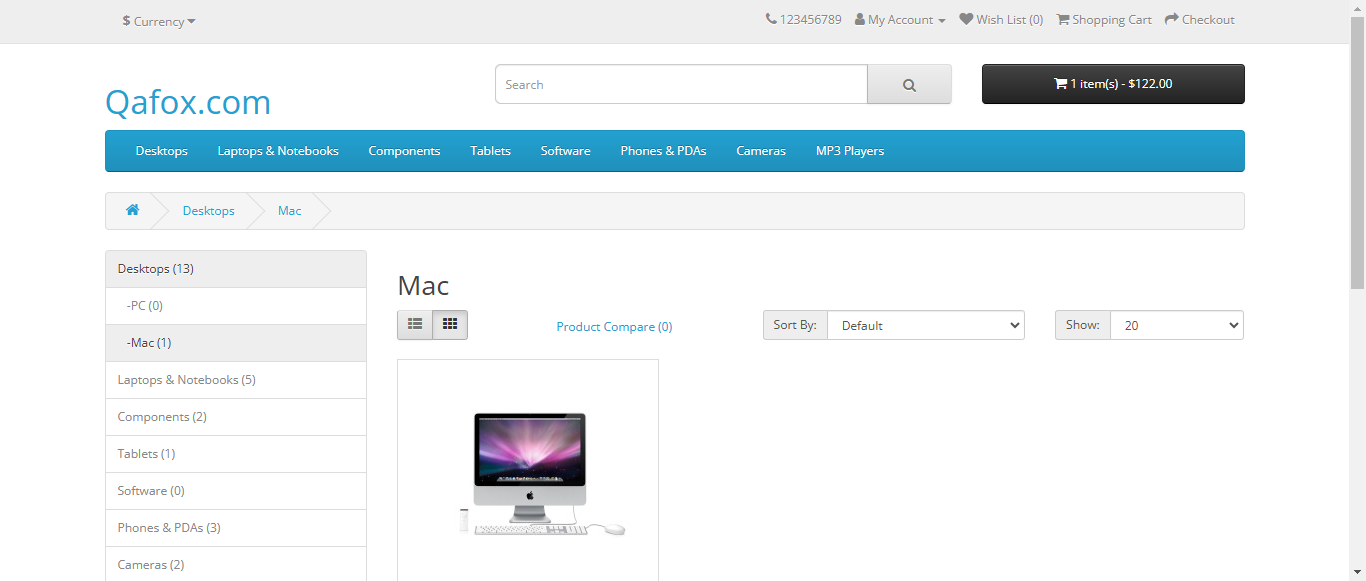 $ Currency
123456789 My Account Wish List (0) Shopping Cart Checkout
Qafox.com
Search
1 item(s) - $122.00
Desktops Laptops & Notebooks Components Tablets Software Phones & PDAs Cameras MP3 Players
Desktops Mac
Desktops (13)
-PC (0)
-Mac (1)
Laptops & Notebooks (5)
Components (2)
Tablets (1)
Software (0)
Phones & PDAs (3)
Cameras (2)
Mac
Product Compare (0)
Sort By: Default
Show: 20